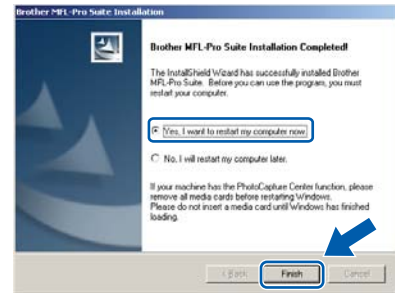 Brother MFL-Pro Suite Installation
Brother MFL-Pro Suite Installation Completed!
The InstallShield Wizard has successfully installed Brother
MFL-Pro Suite. Before you can use the program, you must
restart your computer.
Yes, I want to restart my computer now.
No, I will restart my computer later.
If your machine has the PhotoCapture Center function, please
remove all media cards before restarting Windows.
Please do not insert a media card until Windows has finished
loading.
< Back
Finish
Cancel